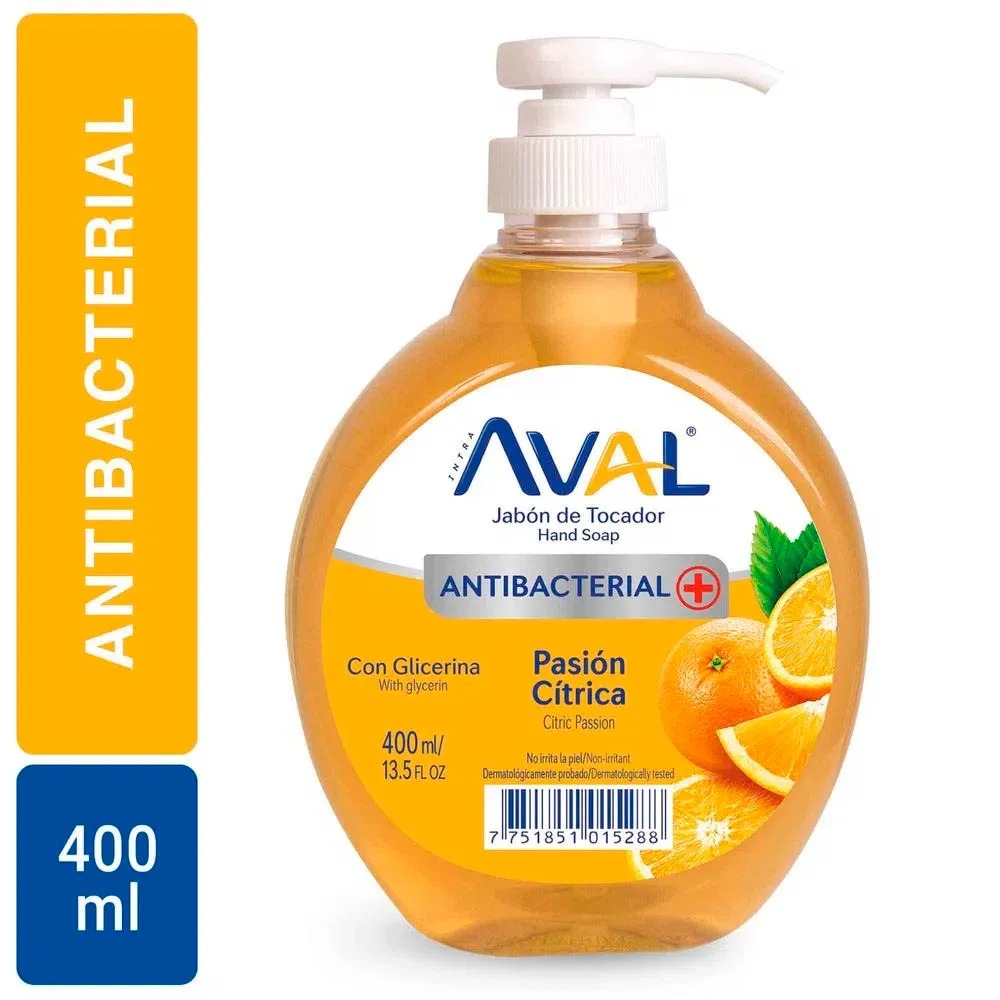 ANTIBACTERIAL
400
ml
INTRA
AVAL®
Jabón de Tocador
Hand Soap
ANTIBACTERIAL
Con Glicerina
With glycerin
Pasión
Cítrica
Citric Passion
400 ml/
13.5 FL OZ
No irrita la piel/Non-irritant
Dermatológicamente probado/Dermatologically tested
7 751851 015288